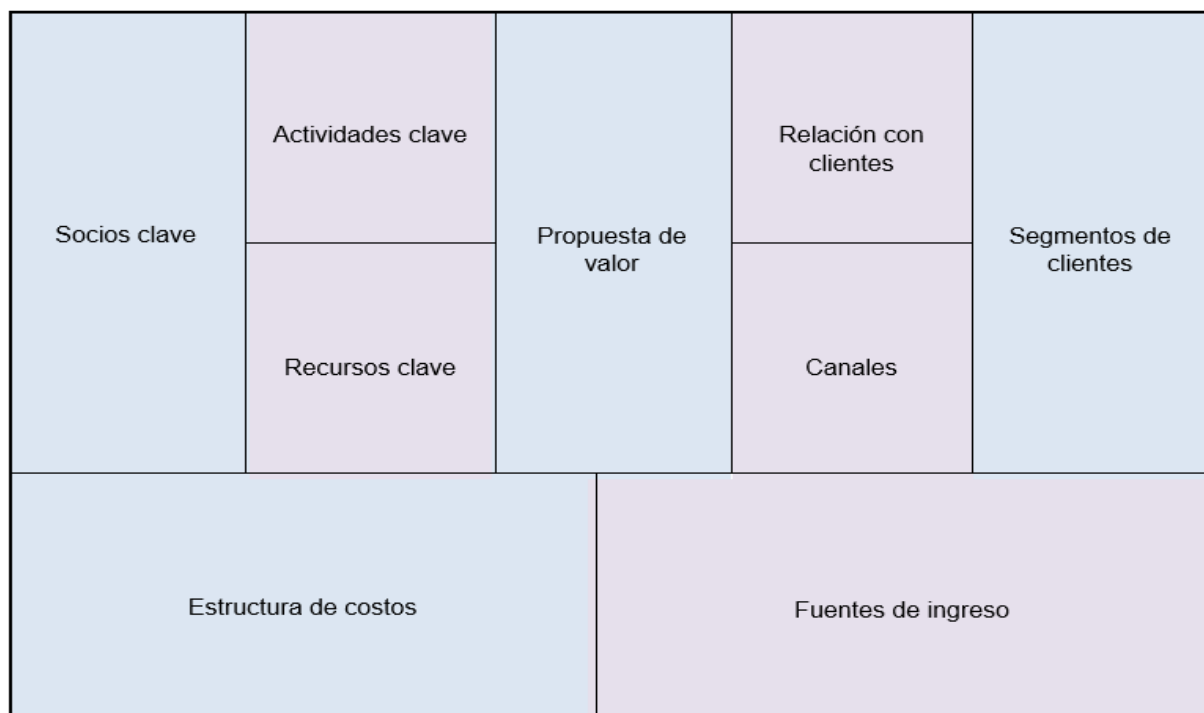 Socios clave
Actividades clave
Recursos clave
Propuesta de
valor
Relación con
clientes
Canales
Segmentos de
clientes
Estructura de costos
Fuentes de ingreso